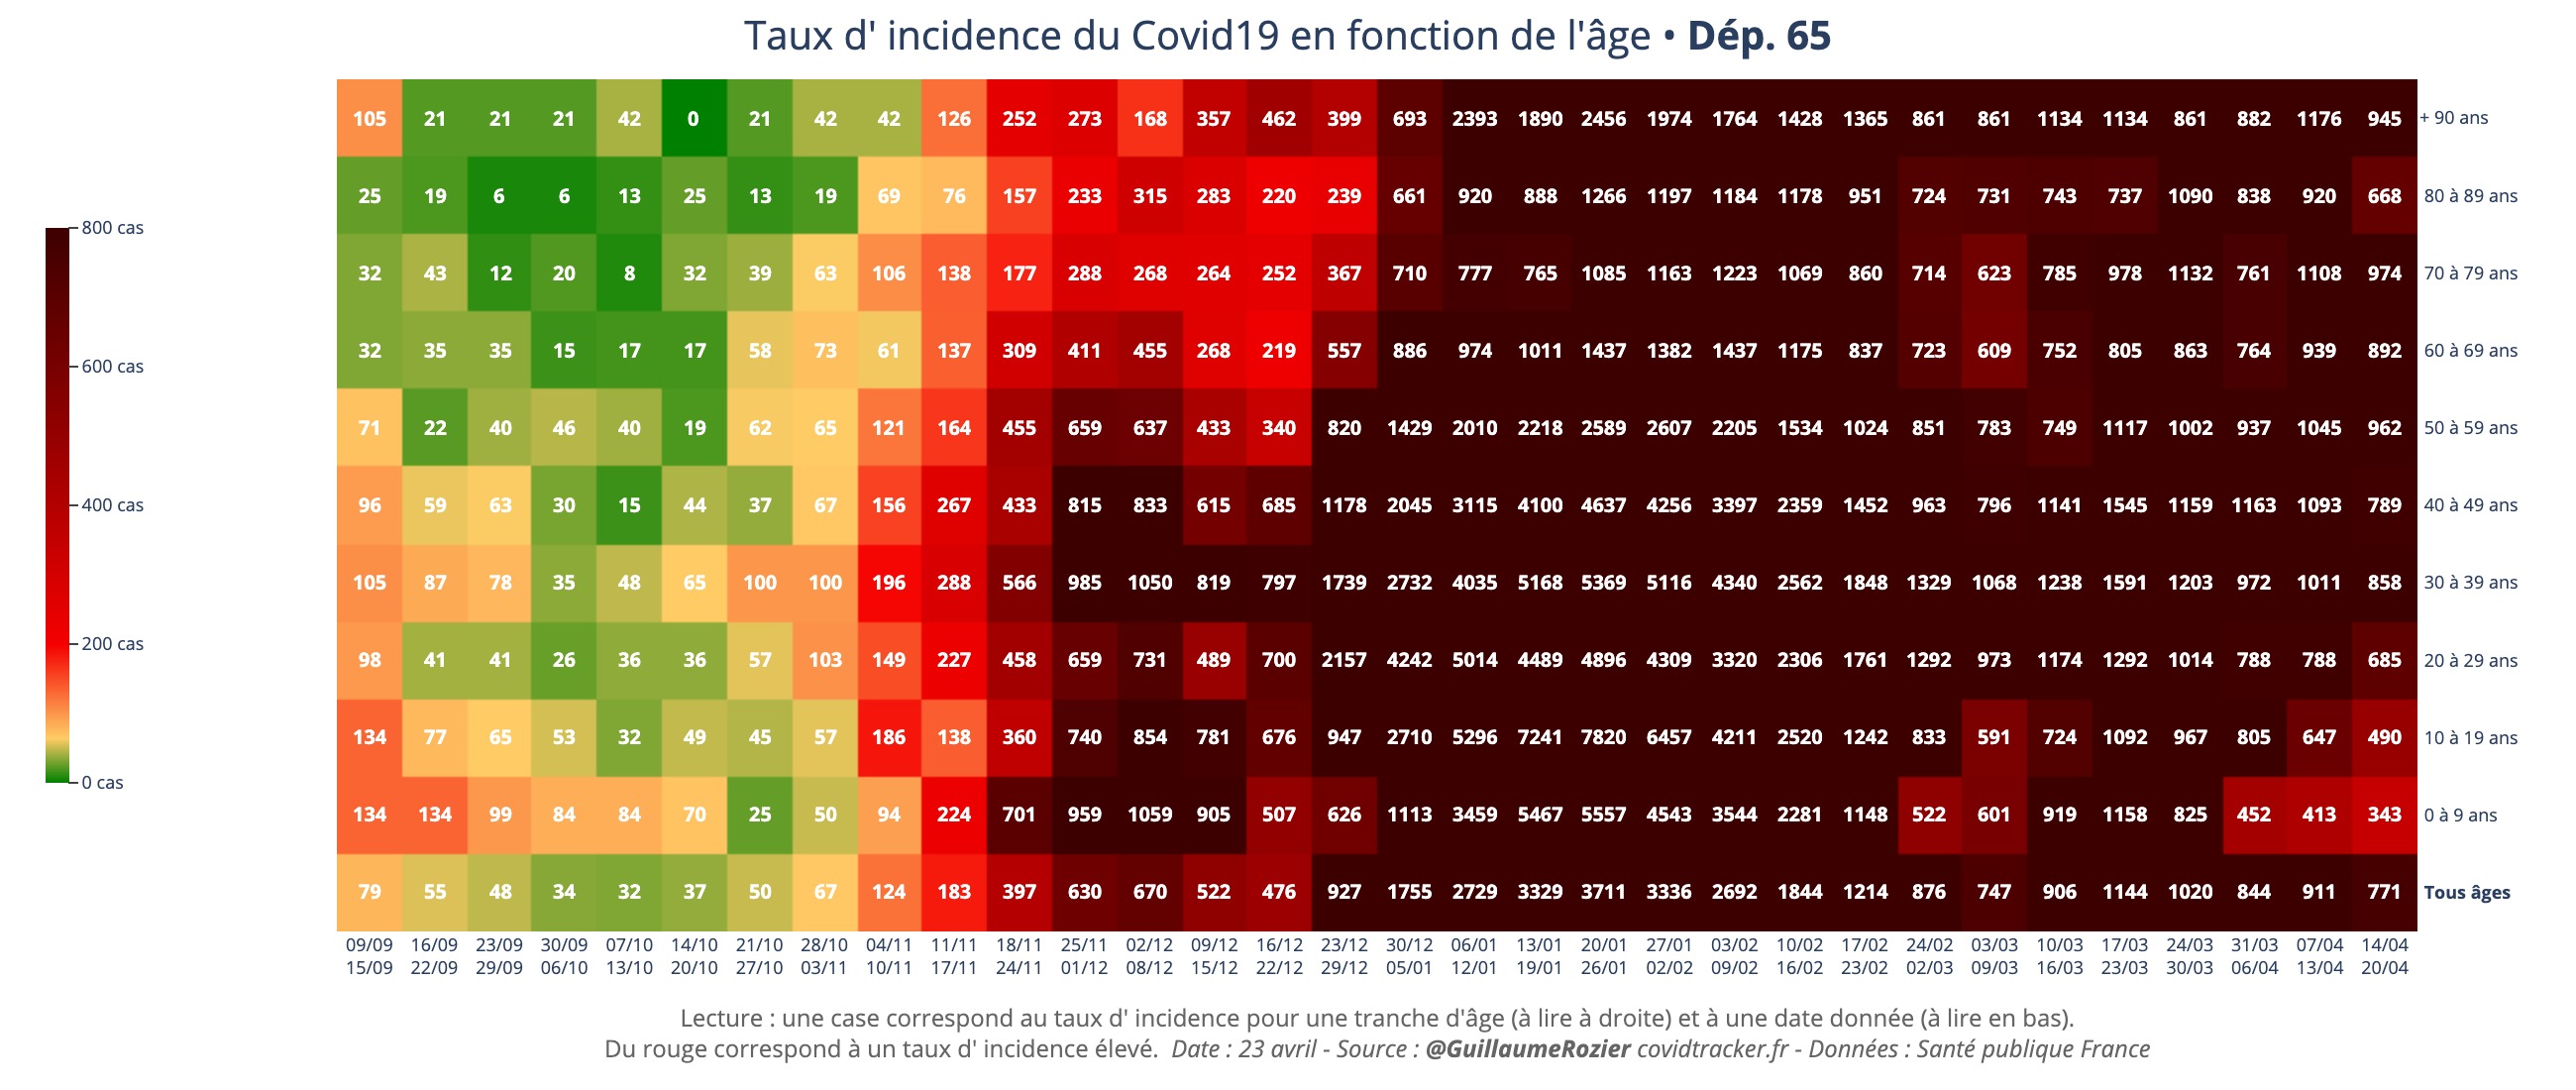 Taux d' incidence du Covid19 en fonction de l'âge • Dép. 65
800 cas
600 cas
400 cas
200 cas
0 cas
105 21 21 21 42 0 21 42 42 126 252 273 168 357 462 399 693 2393 1890 2456 1974 1764 1428 1365 861 861 1134 1134 861 882 1176 945 + 90 ans
25 19 6 6 13 25 13 19 69 76 157 233 315 283 220 239 661 920 888 1266 1197 1184 1178 951 724 731 743 737 1090 838 920 668 80 à 89 ans
32 43 12 20 8 32 39 63 106 138 177 288 268 264 252 367 710 777 765 1085 1163 1223 1069 860 714 623 785 978 1132 761 1108 974 70 à 79 ans
32 35 35 15 17 17 58 73 61 137 309 411 455 268 219 557 886 974 1011 1437 1382 1437 1175 837 723 609 752 805 863 764 939 892 60 à 69 ans
71 22 40 46 40 19 62 65 121 164 455 659 637 433 340 820 1429 2010 2218 2589 2607 2205 1534 1024 851 783 749 1117 1002 937 1045 962 50 à 59 ans
96 59 63 30 15 44 37 67 156 267 433 815 833 615 685 1178 2045 3115 4100 4637 4256 3397 2359 1452 963 796 1141 1545 1159 1163 1093 789 40 à 49 ans
105 87 78 35 48 65 100 100 196 288 566 985 1050 819 797 1739 2732 4035 5168 5369 5116 4340 2562 1848 1329 1068 1238 1591 1203 972 1011 858 30 à 39 ans
98 41 41 26 36 36 57 103 149 227 458 659 731 489 700 2157 4242 5014 4489 4896 4309 3320 2306 1761 1292 973 1174 1292 1014 788 788 685 20 à 29 ans
134 77 65 53 32 49 45 57 186 138 360 740 854 781 676 947 2710 5296 7241 7820 6457 4211 2520 1242 833 591 724 1092 967 805 647 490 10 à 19 ans
134 134 99 84 84 70 25 50 94 224 701 959 1059 905 507 626 1113 3459 5467 5557 4543 3544 2281 1148 522 601 919 1158 825 452 413 343 0 à 9 ans
79 55 48 34 32 37 50 67 124 183 397 630 670 522 476 927 1755 2729 3329 3711 3336 2692 1844 1214 876 747 906 1144 1020 844 911 771 Tous âges
09/09 16/09 23/09 30/09 07/10 14/10 21/10 28/10 04/11 11/11 18/11 25/11 02/12 09/12 16/12 23/12 30/12 06/01 13/01 20/01 27/01 03/02 10/02 17/02 24/02 03/03 10/03 17/03 24/03 31/03 07/04 14/04
15/09 22/09 29/09 06/10 13/10 20/10 27/10 03/11 10/11 17/11 24/11 01/12 08/12 15/12 22/12 29/12 05/01 12/01 19/01 26/01 02/02 09/02 16/02 23/02 02/03 09/03 16/03 23/03 30/03 06/04 13/04 20/04
Lecture : une case correspond au taux d' incidence pour une tranche d'âge (à lire à droite) et à une date donnée (à lire en bas).
Du rouge correspond à un taux d' incidence élevé. Date : 23 avril - Source : @GuillaumeRozier covidtracker.fr - Données : Santé publique France